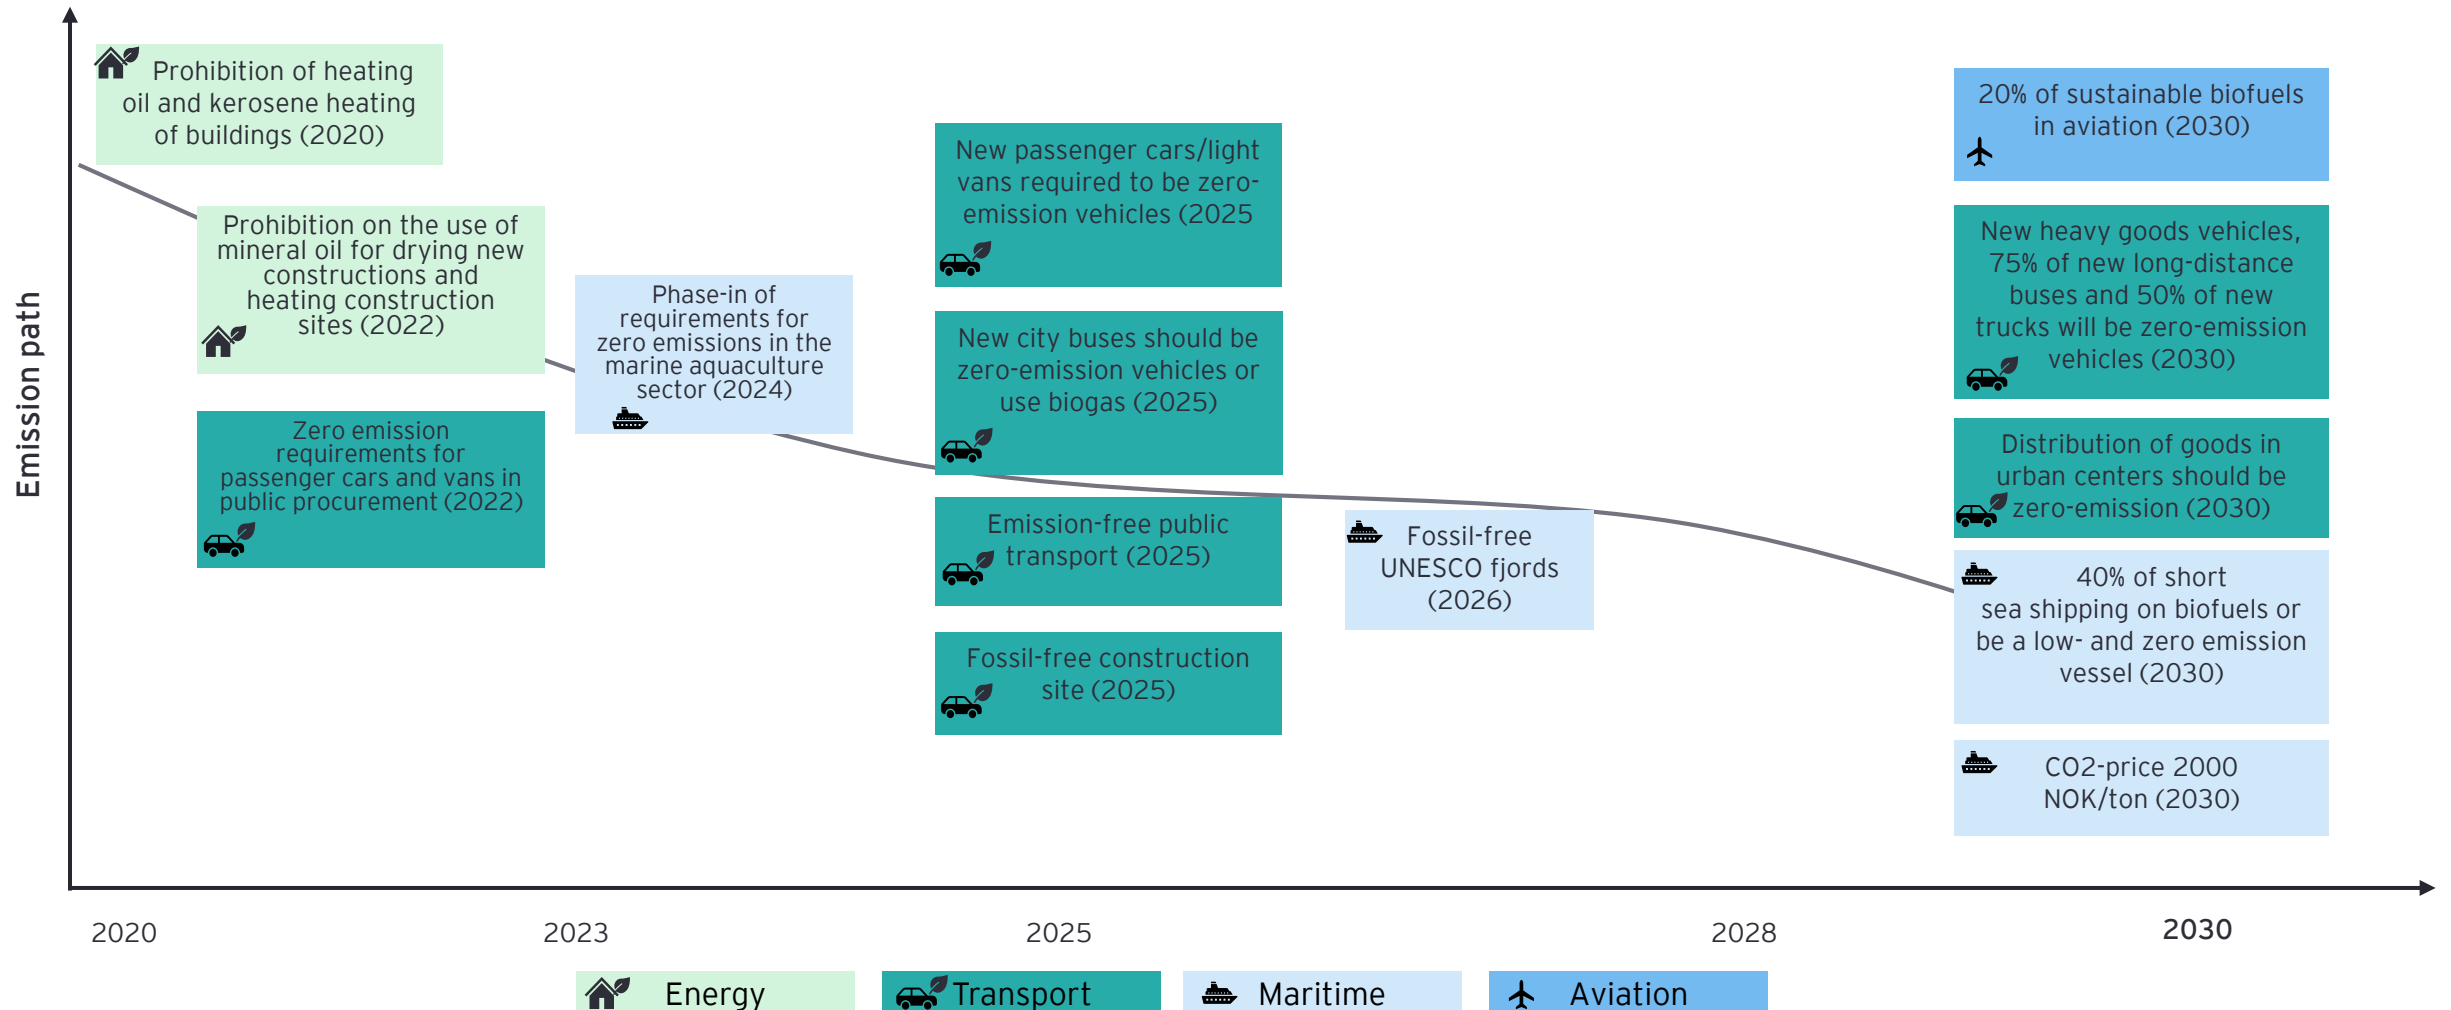 Emission path
Prohibition of heating
oil and kerosene heating
of buildings (2020)
Prohibition on the use of
mineral oil for drying new
constructions and
heating construction
sites (2022)
Zero emission
requirements for
passenger cars and vans in
public procurement (2022)
Phase-in of
requirements for
zero emissions in the
marine aquaculture
sector (2024)
New passenger cars/light
vans required to be zero-
emission vehicles (2025
New city buses should be
zero-emission vehicles or
use biogas (2025)
Emission-free public
transport (2025)
Fossil-free construction
site (2025)
Fossil-free
UNESCO fjords
(2026)
20% of sustainable biofuels
in aviation (2030)
New heavy goods vehicles,
75% of new long-distance
buses and 50% of new
trucks will be zero-emission
vehicles (2030)
Distribution of goods in
urban centers should be
zero-emission (2030)
40% of short
sea shipping on biofuels or
be a low- and zero emission
vessel (2030)
CO2-price 2000
NOK/ton (2030)
2020
2023
2025
2028
2030
Energy
Transport
Maritime
Aviation